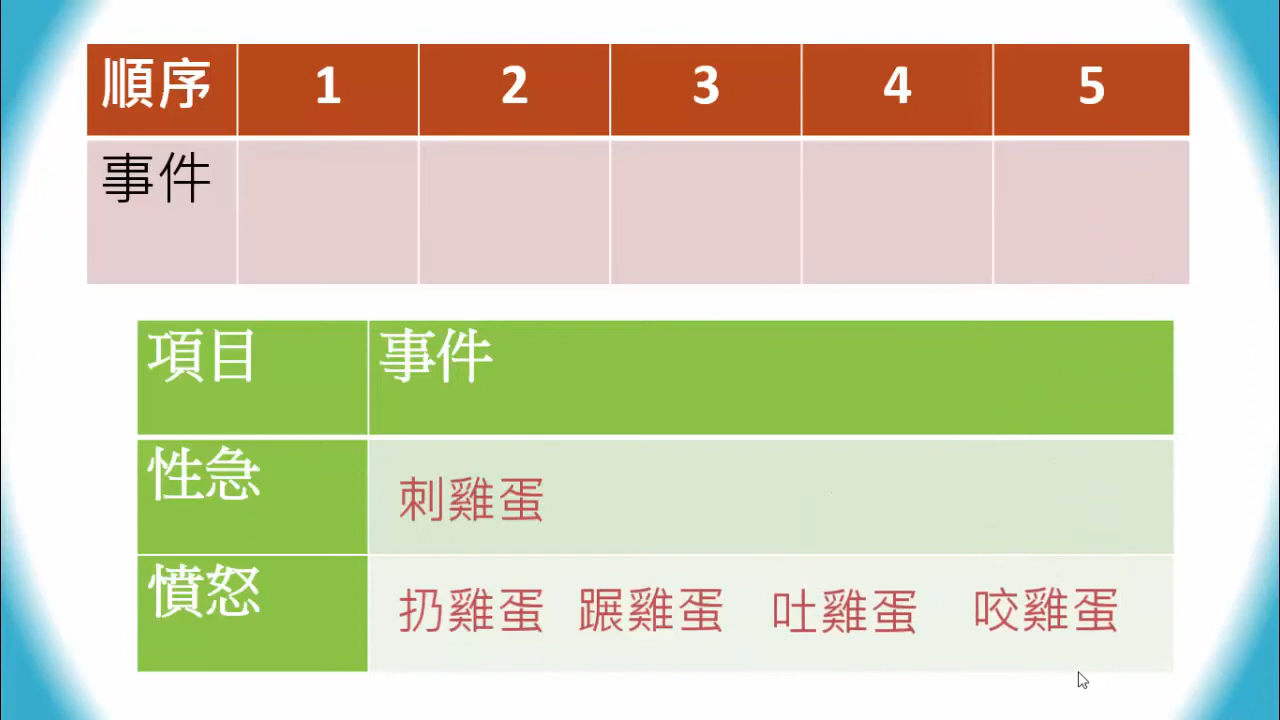 順序 1 2 3 4 5
事件
項目 事件
性急 刺雞蛋
憤怒 扔雞蛋 蹍雞蛋 吐雞蛋 咬雞蛋